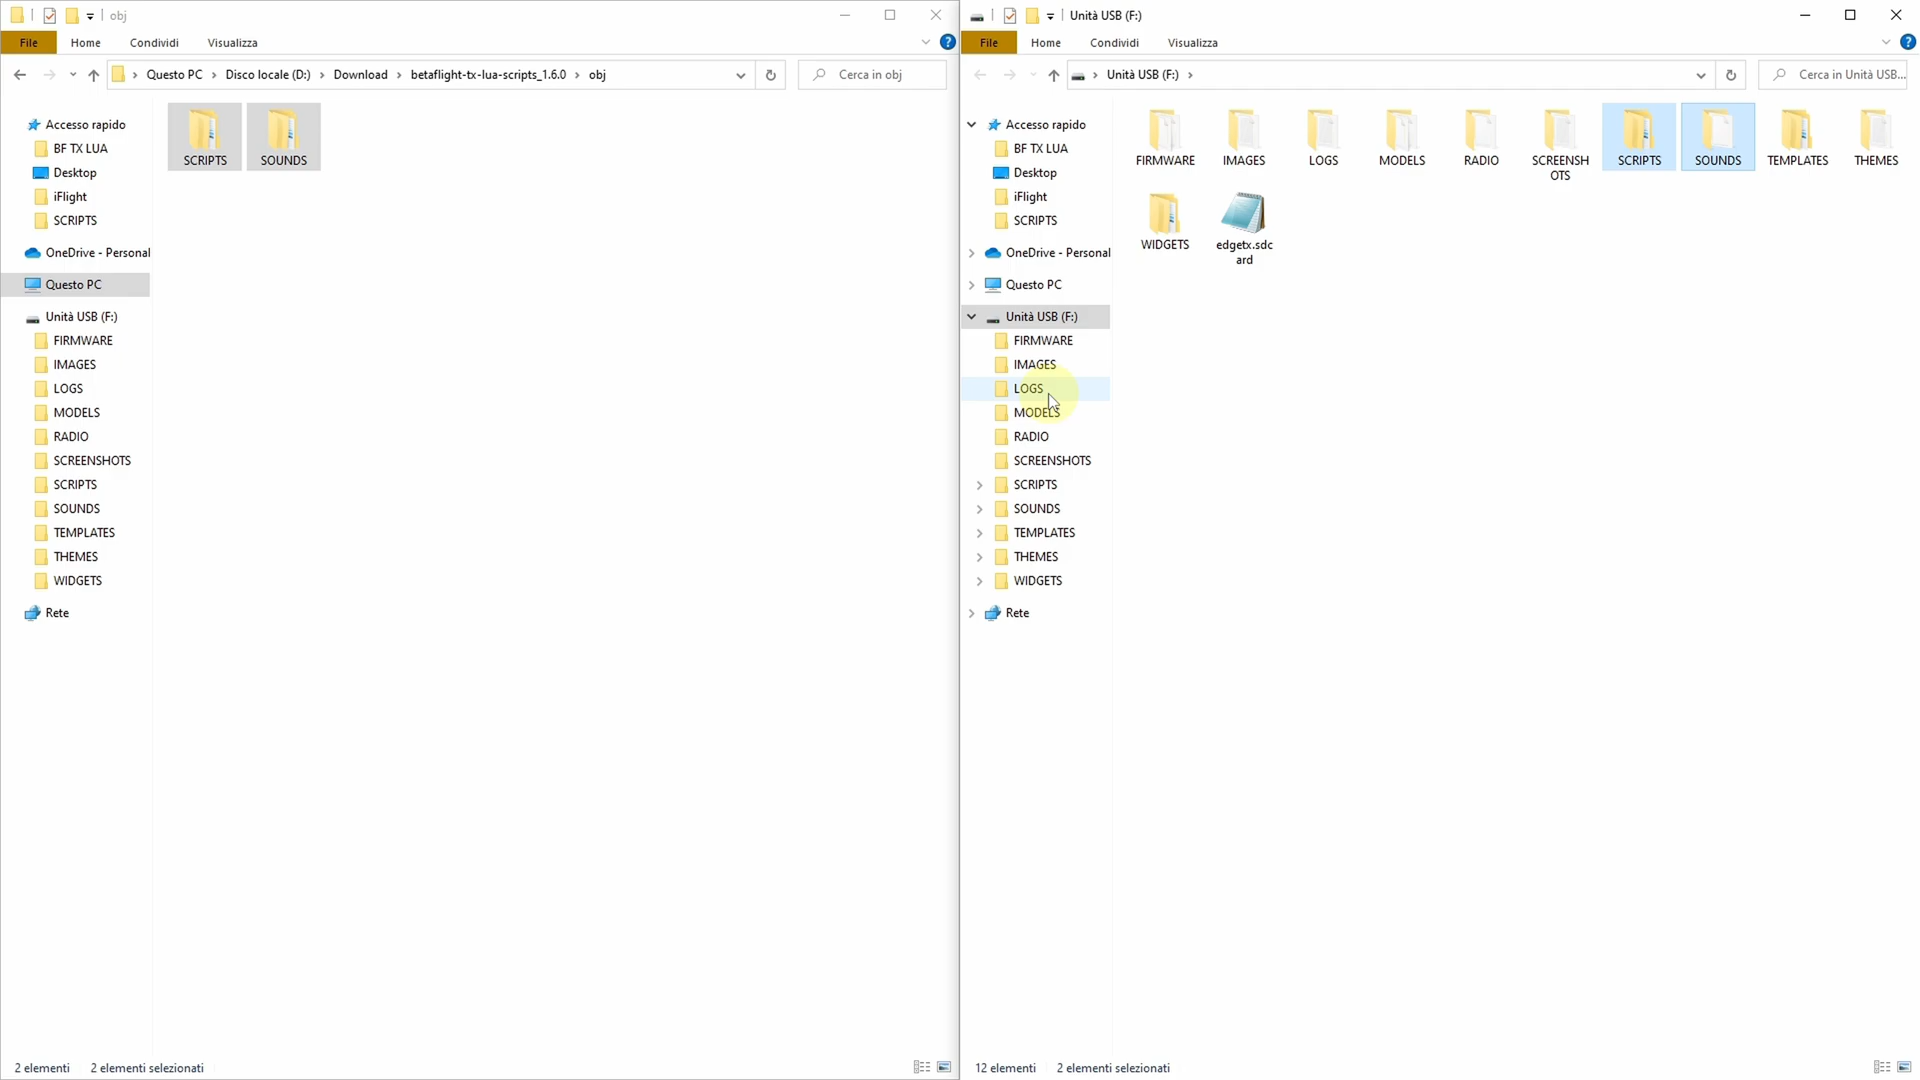 obj
File
Home
Condividi
Visualizza
Questo PC
Disco locale (D:)
Download
betaflight-tx-lua-scripts_1.6.0
obj
Cerca in obj
Accesso rapido
BF TX LUA
Desktop
iFlight
SCRIPTS
OneDrive - Personal
Questo PC
Unità USB (F:)
FIRMWARE
IMAGES
LOGS
MODELS
RADIO
SCREENSHOTS
SCRIPTS
SOUNDS
TEMPLATES
THEMES
WIDGETS
Rete
SCRIPTS
SOUNDS
2 elementi
2 elementi selezionati
Unità USB (F:)
File
Home
Condividi
Visualizza
Unità USB (F:)
Cerca in Unità USB...
Accesso rapido
BF TX LUA
Desktop
iFlight
SCRIPTS
OneDrive - Personal
Questo PC
Unità USB (F:)
FIRMWARE
IMAGES
LOGS
MODELS
RADIO
SCREENSHOTS
SCRIPTS
SOUNDS
TEMPLATES
THEMES
WIDGETS
Rete
FIRMWARE
IMAGES
LOGS
MODELS
RADIO
SCREENSH
OTS
SCRIPTS
SOUNDS
TEMPLATES
THEMES
WIDGETS
edgetx.sdc
ard
12 elementi
2 elementi selezionati